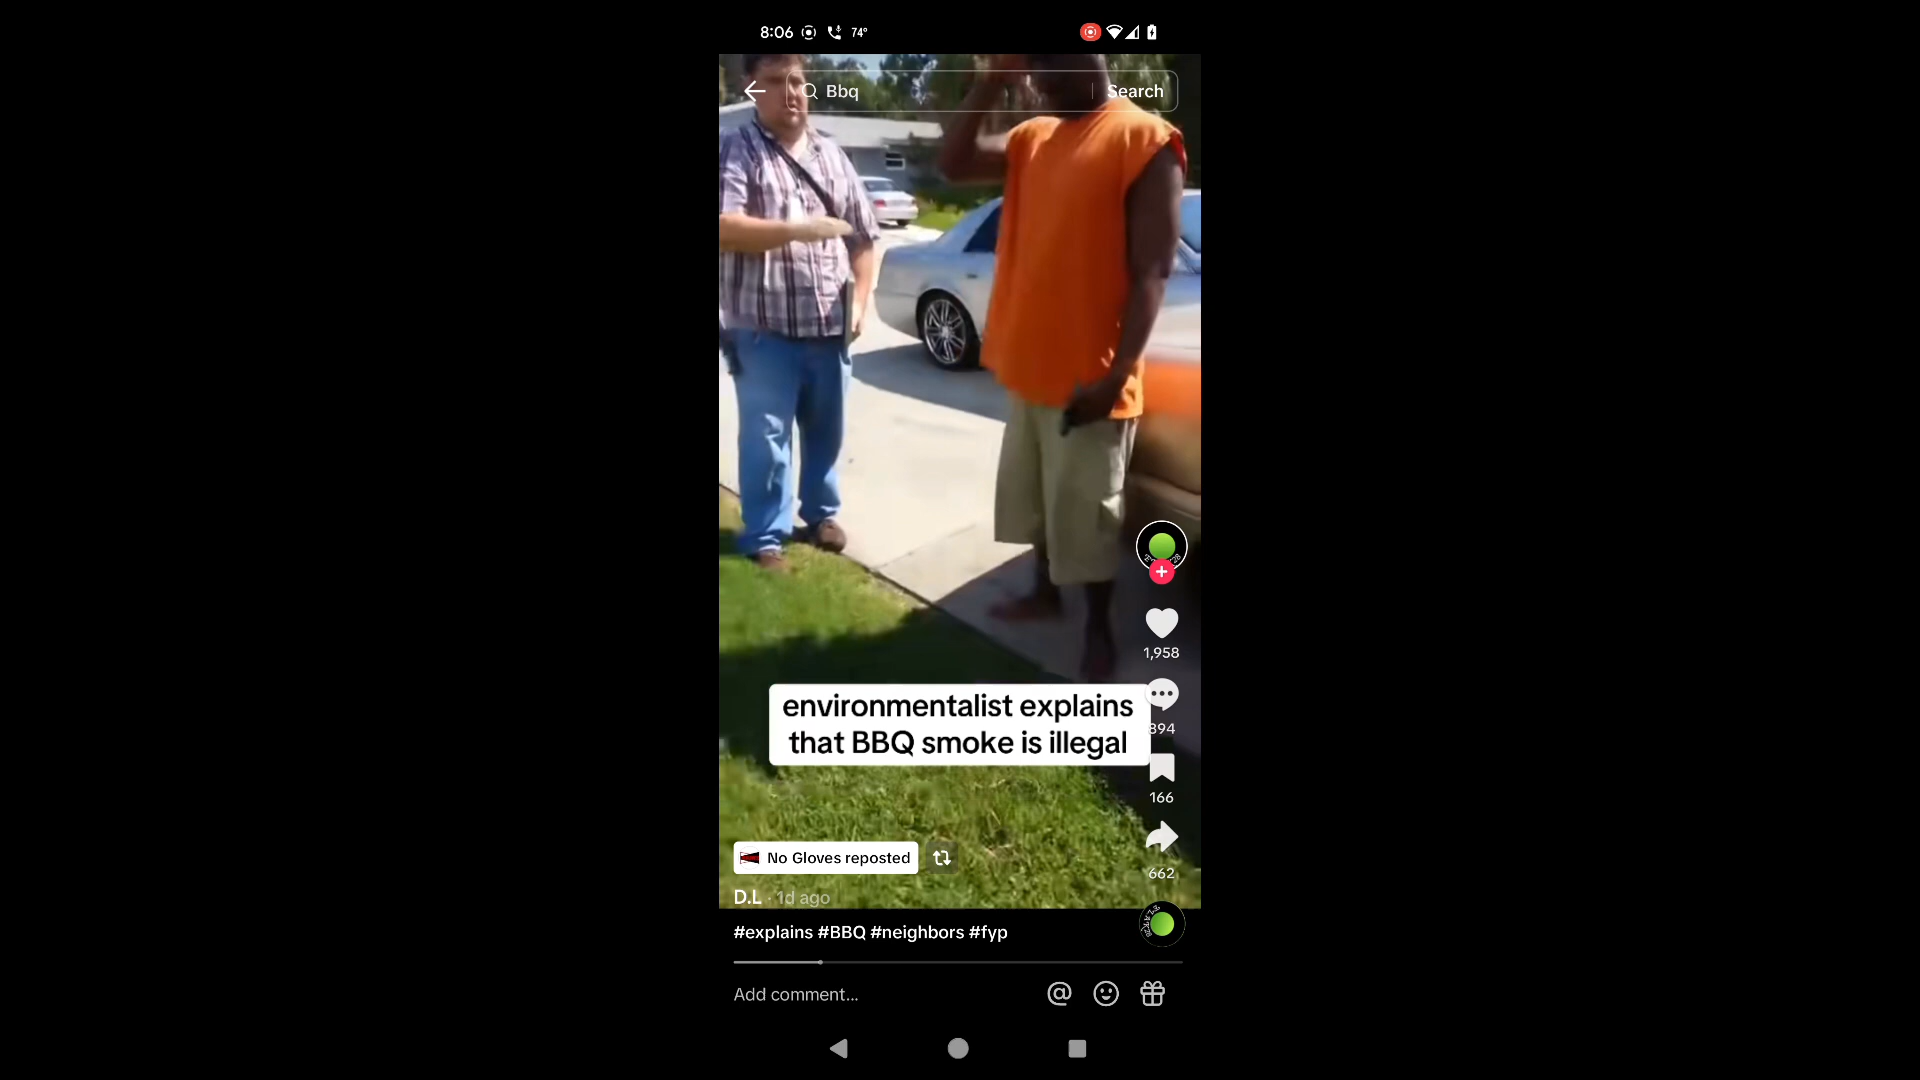 8:06 74°
Bbq Search
1,958
environmentalist explains
that BBQ smoke is illegal
894
166
No Gloves reposted
662
D.L · 1d ago
#explains #BBQ #neighbors #fyp
Add comment...